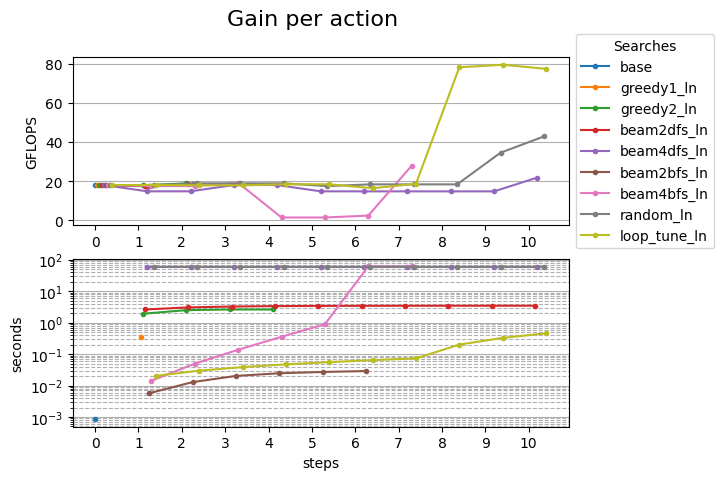 Gain per action
Searches
base
greedy1_ln
greedy2_ln
beam2dfs_ln
beam4dfs_ln
beam2bfs_ln
beam4bfs_ln
random_ln
loop_tune_ln
GFLOPS
80
60
40
20
0
0 1 2 3 4 5 6 7 8 9 10
seconds
10²
10¹
10⁰
10⁻¹
10⁻²
10⁻³
0 1 2 3 4 5 6 7 8 9 10
steps